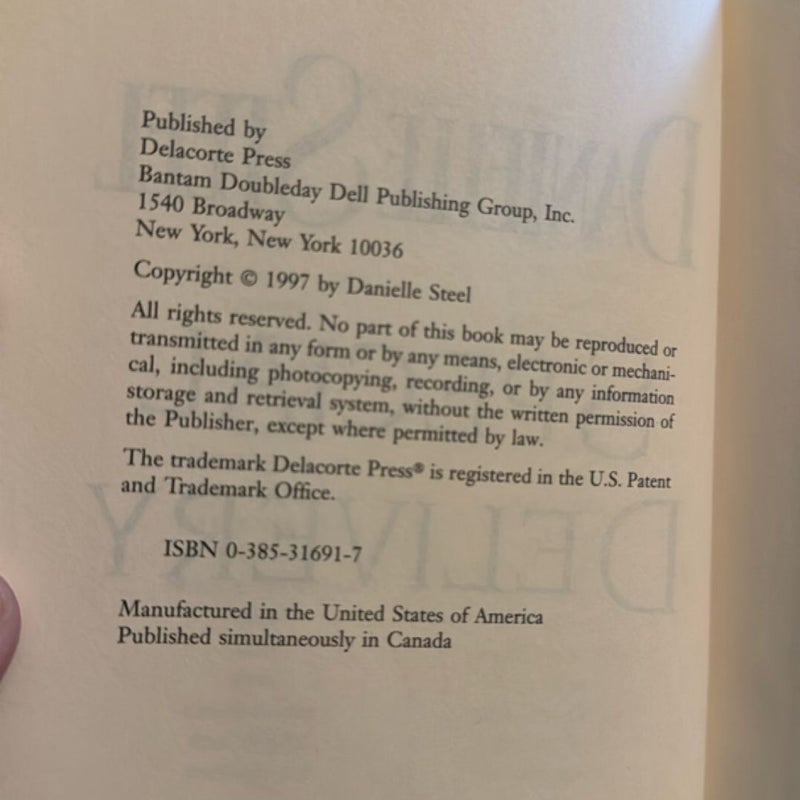 Published by
Delacorte Press
Bantam Doubleday Dell Publishing Group, Inc.
1540 Broadway
New York, New York 10036
Copyright © 1997 by Danielle Steel
All rights reserved. No part of this book may be reproduced or
transmitted in any form or by any means, electronic or mechani-
cal, including photocopying, recording, or by any information
storage and retrieval system, without the written permission of
the Publisher, except where permitted by law.
The trademark Delacorte Press® is registered in the U.S. Patent
and Trademark Office.
ISBN 0-385-31691-7
Manufactured in the United States of America
Published simultaneously in Canada
DANIELLE STEEL
DELIVERY